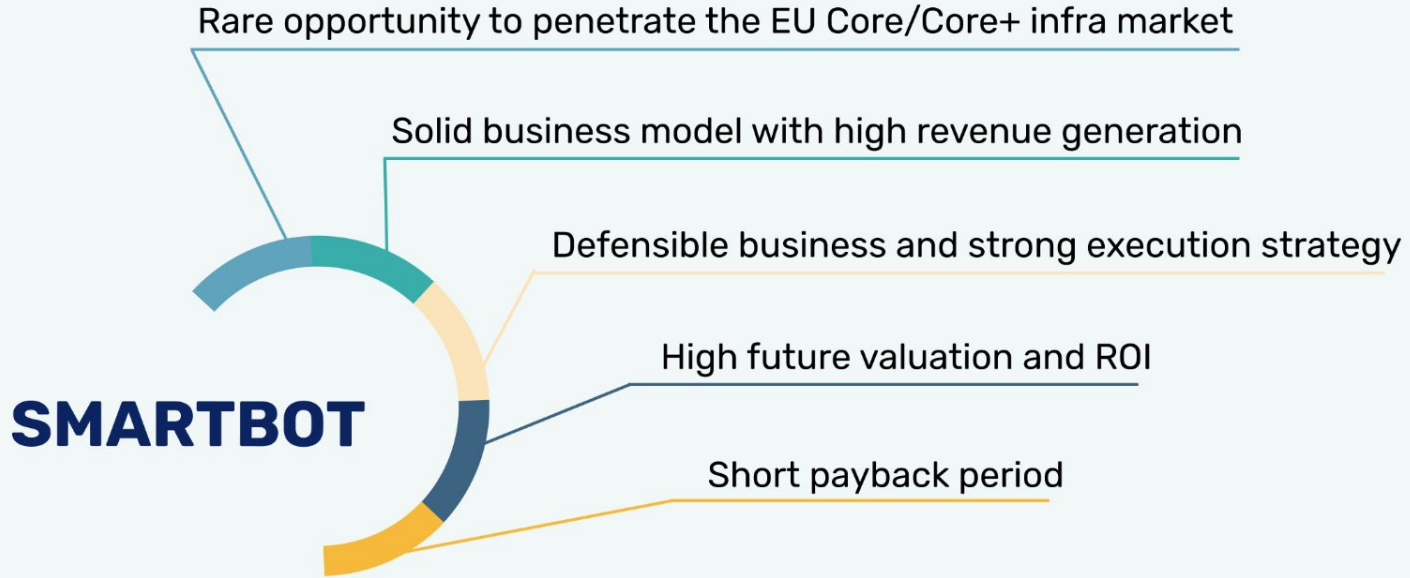 Rare opportunity to penetrate the EU Core/Core+ infra market
Solid business model with high revenue generation
Defensible business and strong execution strategy
High future valuation and ROI
SMARTBOT
Short payback period